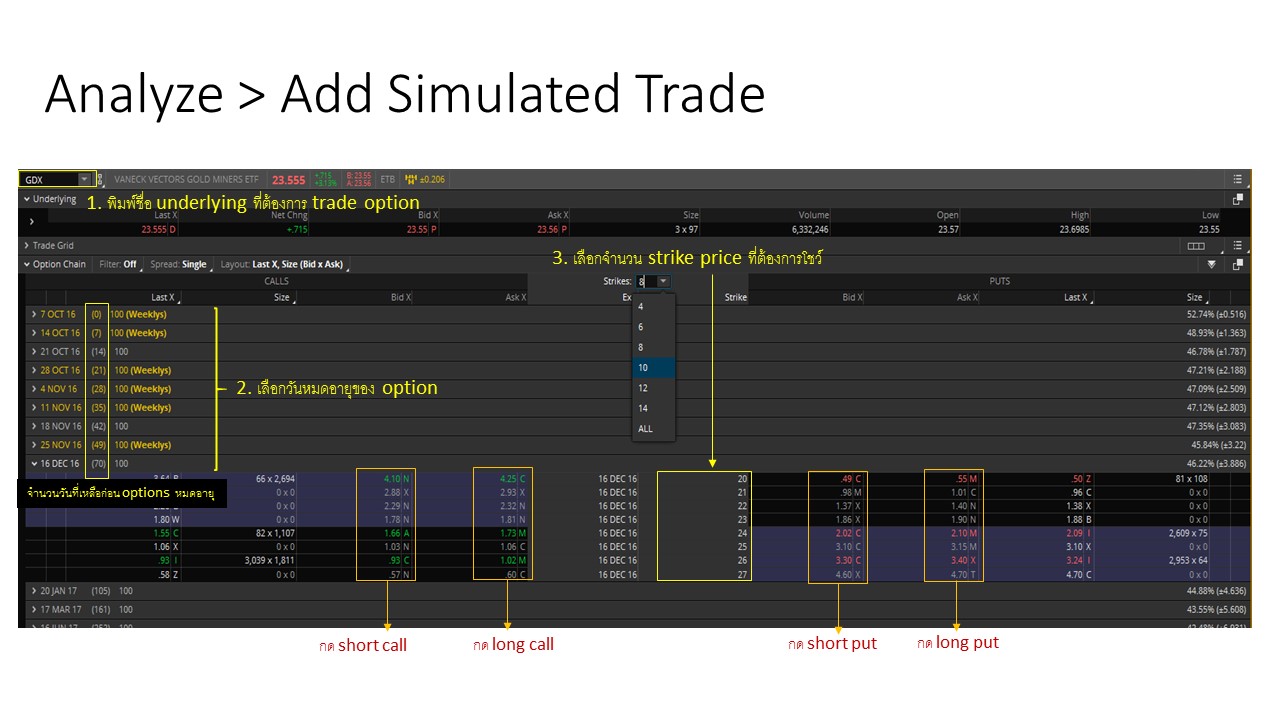 Analyze > Add Simulated Trade
GDX VANECK VECTORS GOLD MINERS ETF 23.555 +.715 +3.13% B: 23.55 A: 23.56 ETB ±0.206
Underlying 1. พิมพ์ชื่อ underlying ที่ต้องการ trade option
Last X Net Chng Bid X Ask X Size Volume Open High Low
23.555 D +.715 23.55 P 23.56 P 3 x 97 6,332,246 23.57 23.6985 23.55
Trade Grid
3. เลือกจำนวน strike price ที่ต้องการโชว์
Option Chain Filter: Off Spread: Single Layout: Last X, Size (Bid x Ask)
CALLS Strikes: 8 PUTS
Last X Size Bid X Ask X Ex Strike Bid X Ask X Last X Size
4
6
8
10
12
14
ALL
7 OCT 16 (0) 100 (Weeklys) 52.74% (±0.516)
14 OCT 16 (7) 100 (Weeklys) 48.93% (±1.363)
21 OCT 16 (14) 100 46.78% (±1.787)
28 OCT 16 (21) 100 (Weeklys) 47.21% (±2.188)
4 NOV 16 (28) 100 (Weeklys) 47.09% (±2.509)
2. เลือกวันหมดอายุของ option
11 NOV 16 (35) 100 (Weeklys) 47.12% (±2.803)
18 NOV 16 (42) 100 47.35% (±3.083)
25 NOV 16 (49) 100 (Weeklys) 45.84% (±3.22)
16 DEC 16 (70) 100 46.22% (±3.886)
66 x 2,694 4.10 N 4.25 C 16 DEC 16 20 .49 C .55 M .50 Z 81 x 108
จำนวนวันที่เหลือก่อน options หมดอายุ
0 x 0 2.88 X 2.93 X 16 DEC 16 21 .98 M 1.01 C .96 C 0 x 0
0 x 0 2.29 N 2.32 N 16 DEC 16 22 1.37 X 1.40 N 1.38 X 0 x 0
1.80 W 0 x 0 1.78 N 1.81 N 16 DEC 16 23 1.86 X 1.90 N 1.88 B 0 x 0
1.55 C 82 x 1,107 1.66 A 1.73 M 16 DEC 16 24 2.02 C 2.10 M 2.09 I 2,609 x 75
1.06 X 0 x 0 1.03 N 1.06 C 16 DEC 16 25 3.10 C 3.15 M 3.10 X 0 x 0
.93 I 3,039 x 1,811 .93 C 1.02 M 16 DEC 16 26 3.30 C 3.40 X 3.24 I 2,953 x 64
.58 Z 0 x 0 .57 N .60 C 16 DEC 16 27 4.60 X 4.70 T 4.70 C 0 x 0
20 JAN 17 (105) 100 44.88% (±4.636)
17 MAR 17 (161) 100 43.55% (±5.608)
กด short call กด long call กด short put กด long put